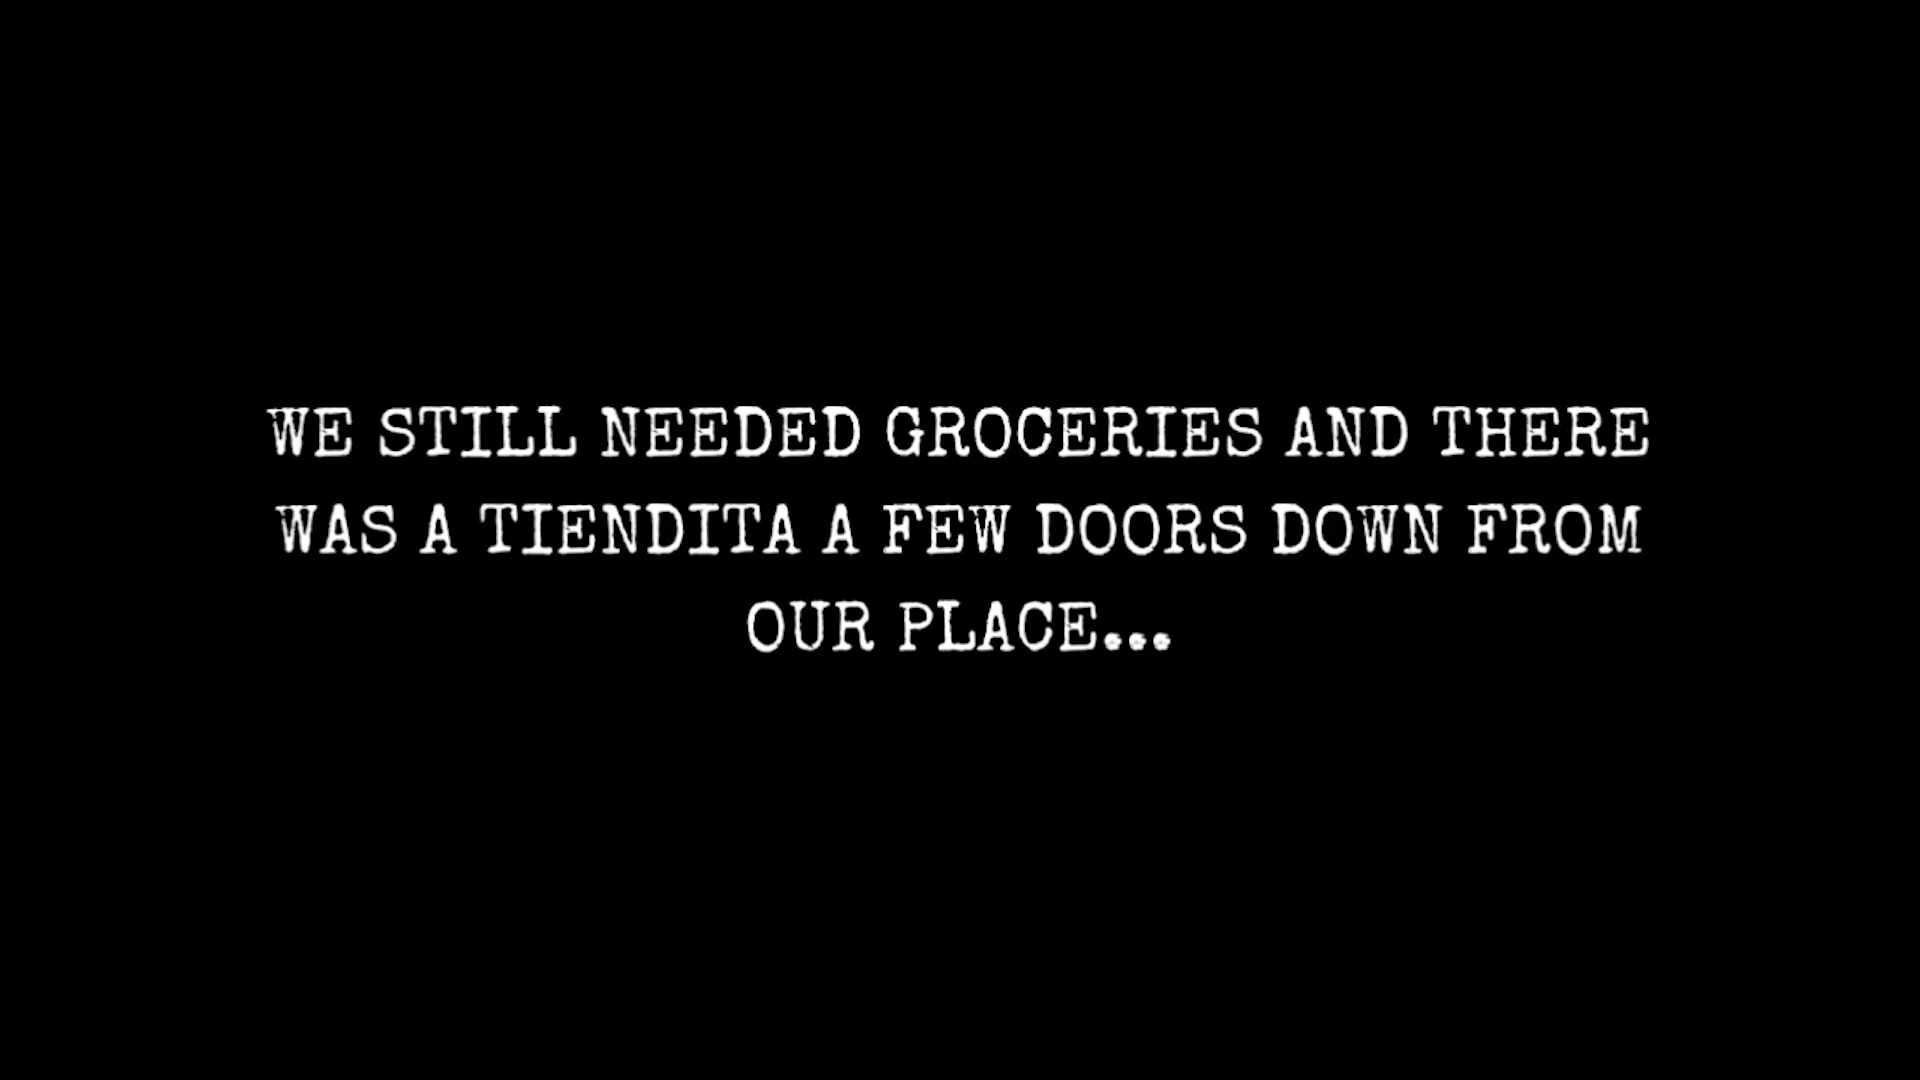 WE STILL NEEDED GROCERIES AND THERE
WAS A TIENDITA A FEW DOORS DOWN FROM
OUR PLACE...